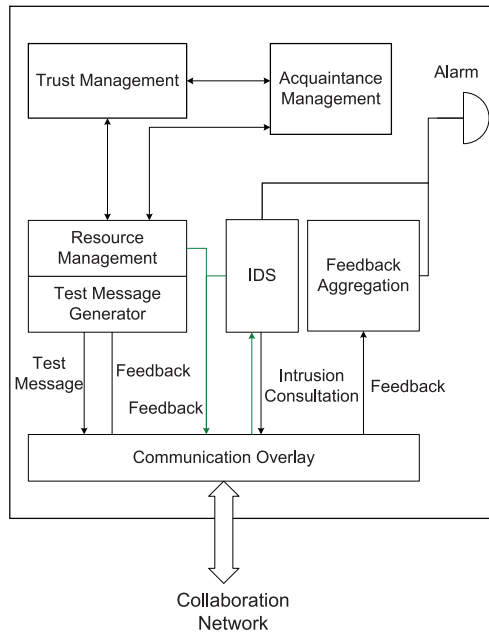 Trust Management
Acquaintance
Management
Alarm
Resource
Management
Test Message
Generator
IDS
Feedback
Aggregation
Test
Message
Feedback
Feedback
Intrusion
Consultation
Feedback
Communication Overlay
Collaboration
Network